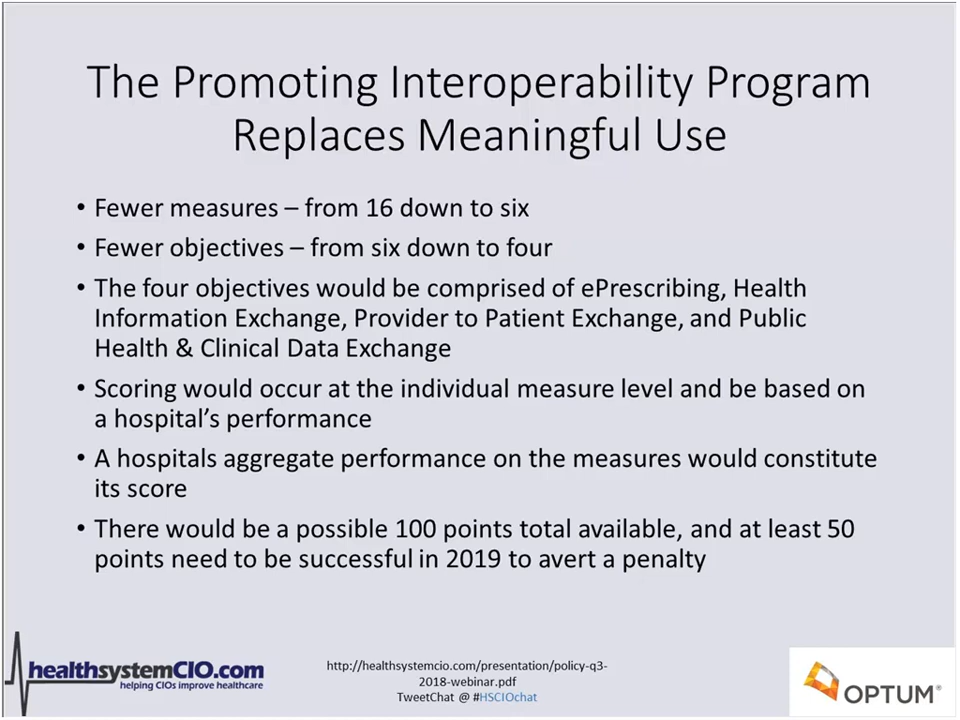 The Promoting Interoperability Program
Replaces Meaningful Use
• Fewer measures – from 16 down to six
• Fewer objectives – from six down to four
• The four objectives would be comprised of ePrescribing, Health
Information Exchange, Provider to Patient Exchange, and Public
Health & Clinical Data Exchange
• Scoring would occur at the individual measure level and be based on
a hospital's performance
• A hospitals aggregate performance on the measures would constitute
its score
• There would be a possible 100 points total available, and at least 50
points need to be successful in 2019 to avert a penalty
healthsystemCIO.com
helping CIOs improve healthcare
http://healthsystemcio.com/presentation/policy-q3-
2018-webinar.pdf
TweetChat @ #HSCIOchat
OPTUM®